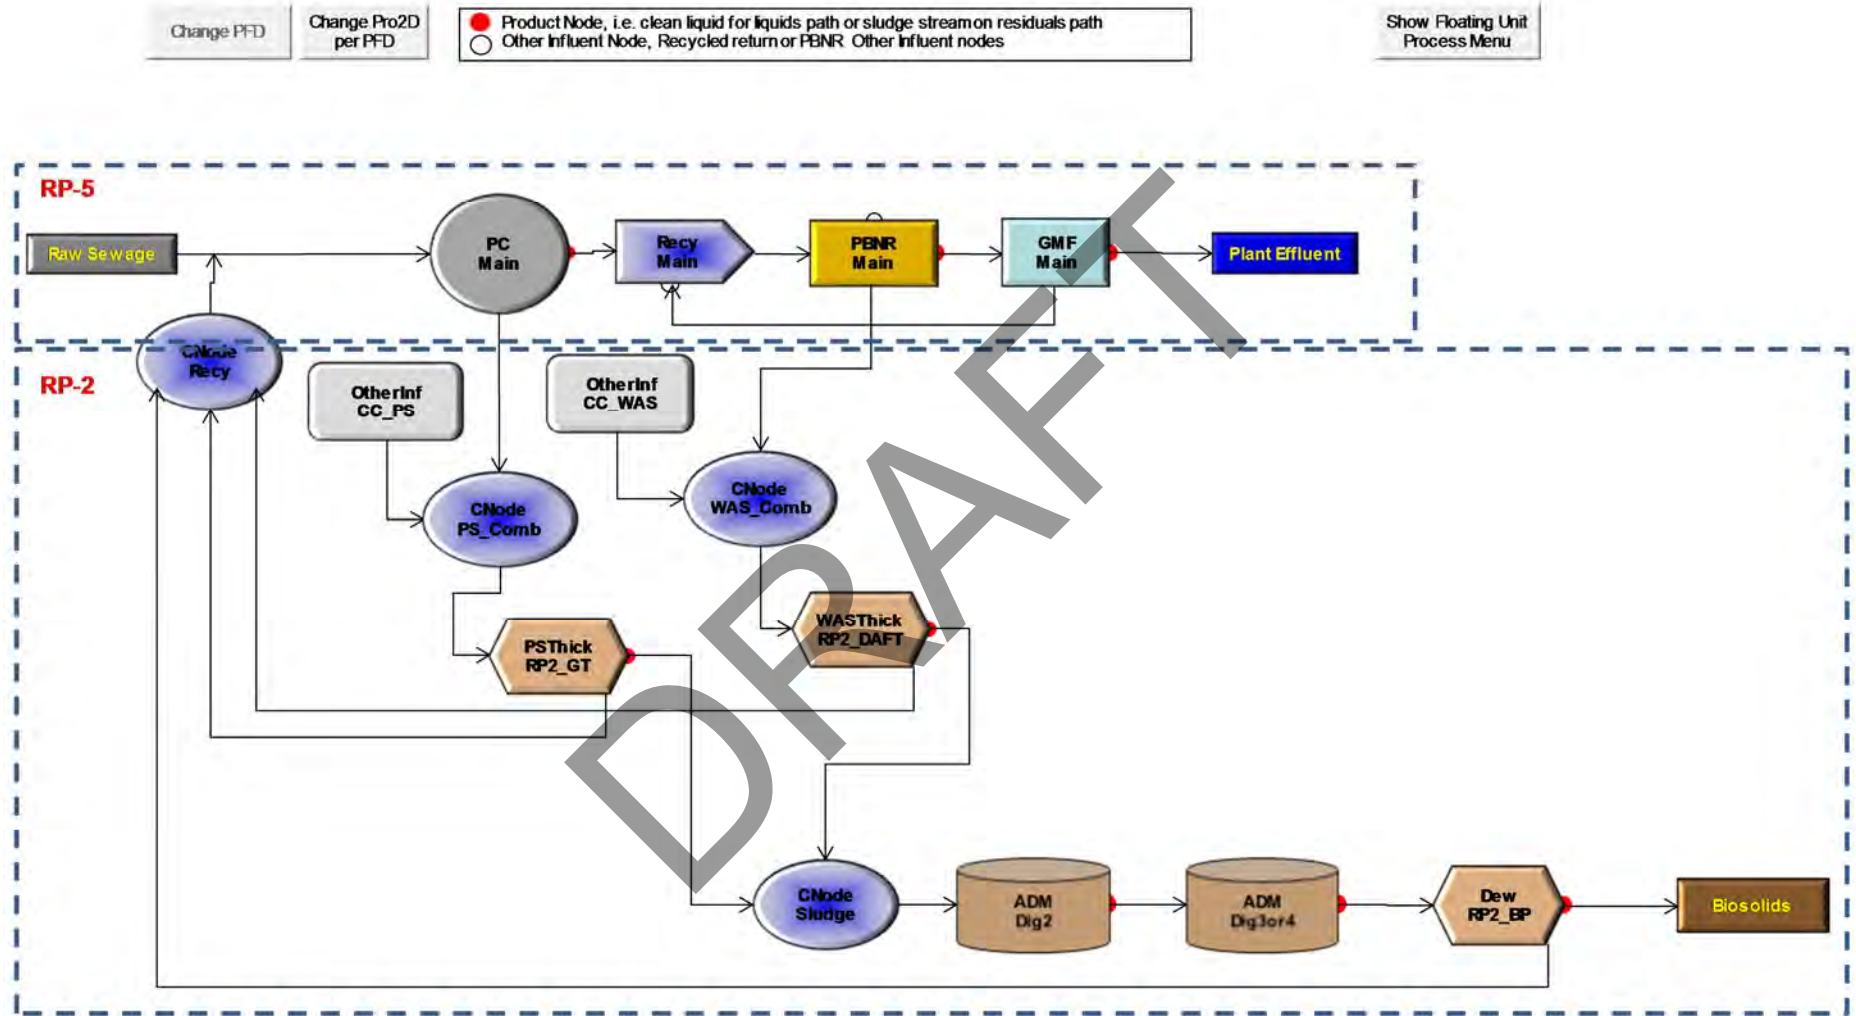 Change PFD
Change Pro2D
per PFD
Product Node, i.e. clean liquid for liquids path or sludge stream on residuals path
Other Influent Node, Recycled return or PBNR Other Influent nodes
Show Floating Unit
Process Menu
RP-5
Raw Sewage
PC
Main
Recy
Main
PBNR
Main
GMF
Main
Plant Effluent
CNode
Recy
RP-2
OtherInf
CC_PS
OtherInf
CC_WAS
CNode
PS_Comb
CNode
WAS_Comb
PSThick
RP2_GT
WASThick
RP2_DAFT
CNode
Sludge
ADM
Dig2
ADM
Dig3or4
Dew
RP2_BP
Biosolids
DRAFT